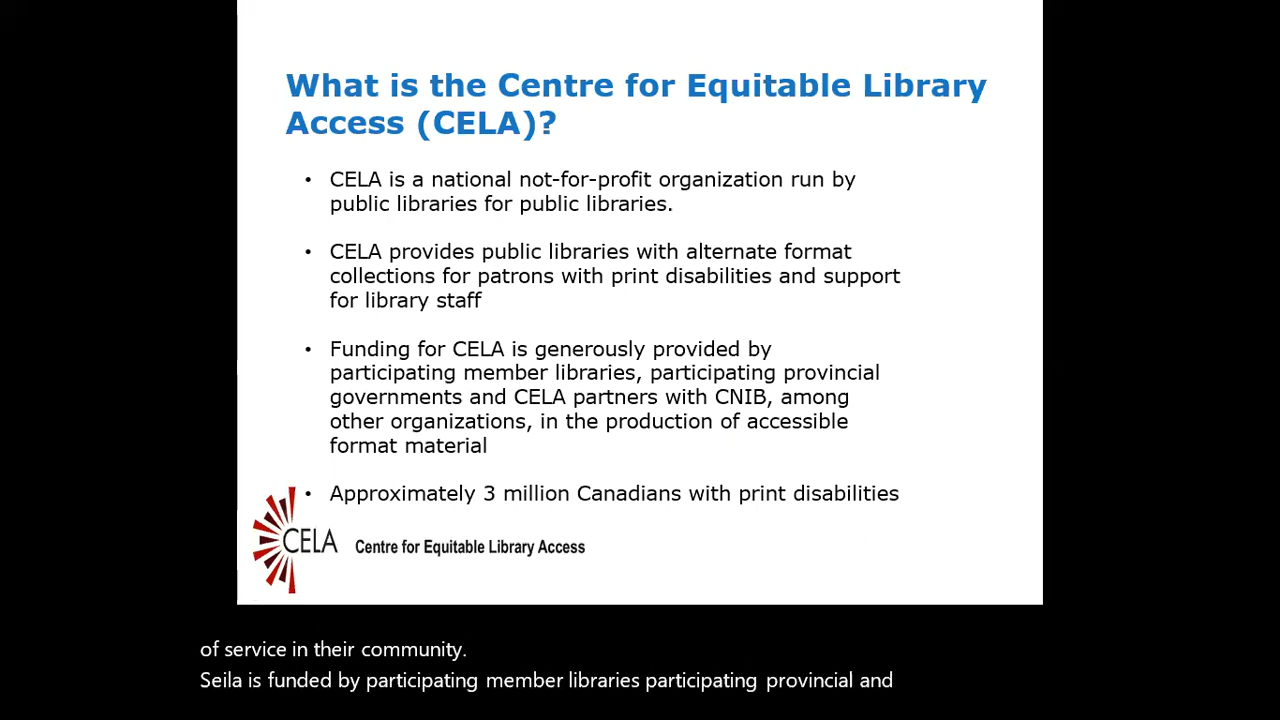 What is the Centre for Equitable Library
Access (CELA)?
• CELA is a national not-for-profit organization run by
public libraries for public libraries.
• CELA provides public libraries with alternate format
collections for patrons with print disabilities and support
for library staff
• Funding for CELA is generously provided by
participating member libraries, participating provincial
governments and CELA partners with CNIB, among
other organizations, in the production of accessible
format material
• Approximately 3 million Canadians with print disabilities
CELA Centre for Equitable Library Access
of service in their community.
Seila is funded by participating member libraries participating provincial and